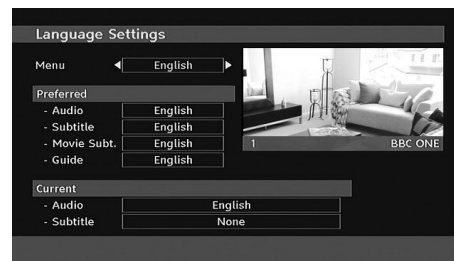 Language Settings
Menu English
Preferred
- Audio English
- Subtitle English
- Movie Subt. English
- Guide English
1 BBC ONE
Current
- Audio English
- Subtitle None